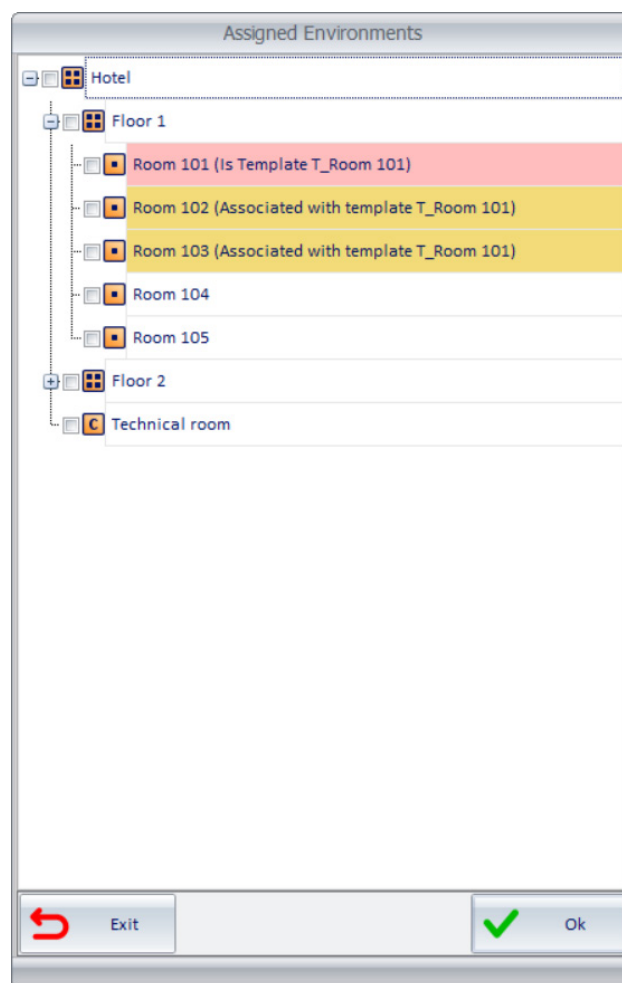 Assigned Environments
Hotel
Floor 1
Room 101 (Is Template T_Room 101)
Room 102 (Associated with template T_Room 101)
Room 103 (Associated with template T_Room 101)
Room 104
Room 105
Floor 2
C Technical room
Exit
Ok